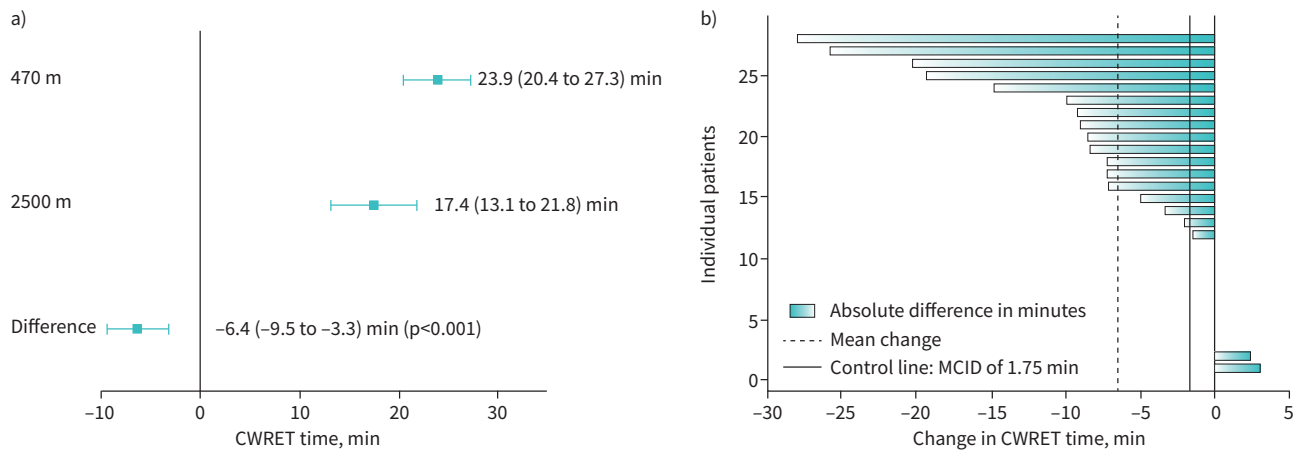 a)
470 m
23.9 (20.4 to 27.3) min
2500 m
17.4 (13.1 to 21.8) min
Difference
–6.4 (–9.5 to –3.3) min (p<0.001)
–10 0 10 20 30
CWRET time, min
b)
Individual patients
25
20
15
10
5
0
Absolute difference in minutes
Mean change
Control line: MCID of 1.75 min
–30 –25 –20 –15 –10 –5 0 5
Change in CWRET time, min